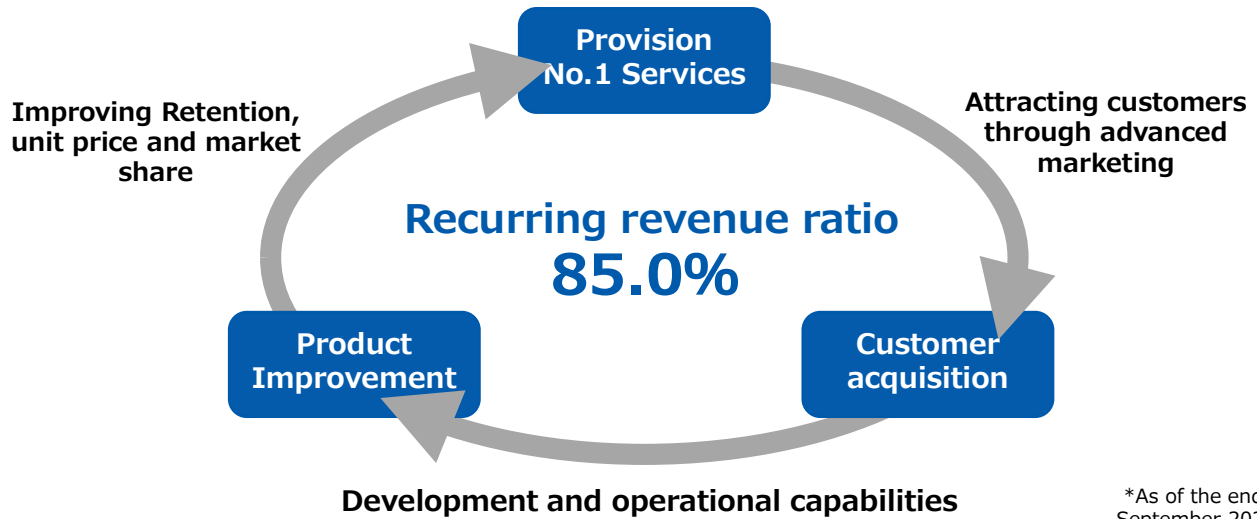 Provision
No.1 Services
Improving Retention,
unit price and market
share
Attracting customers
through advanced
marketing
Recurring revenue ratio
85.0%
Product
Improvement
Customer
acquisition
Development and operational capabilities
*As of the end
September